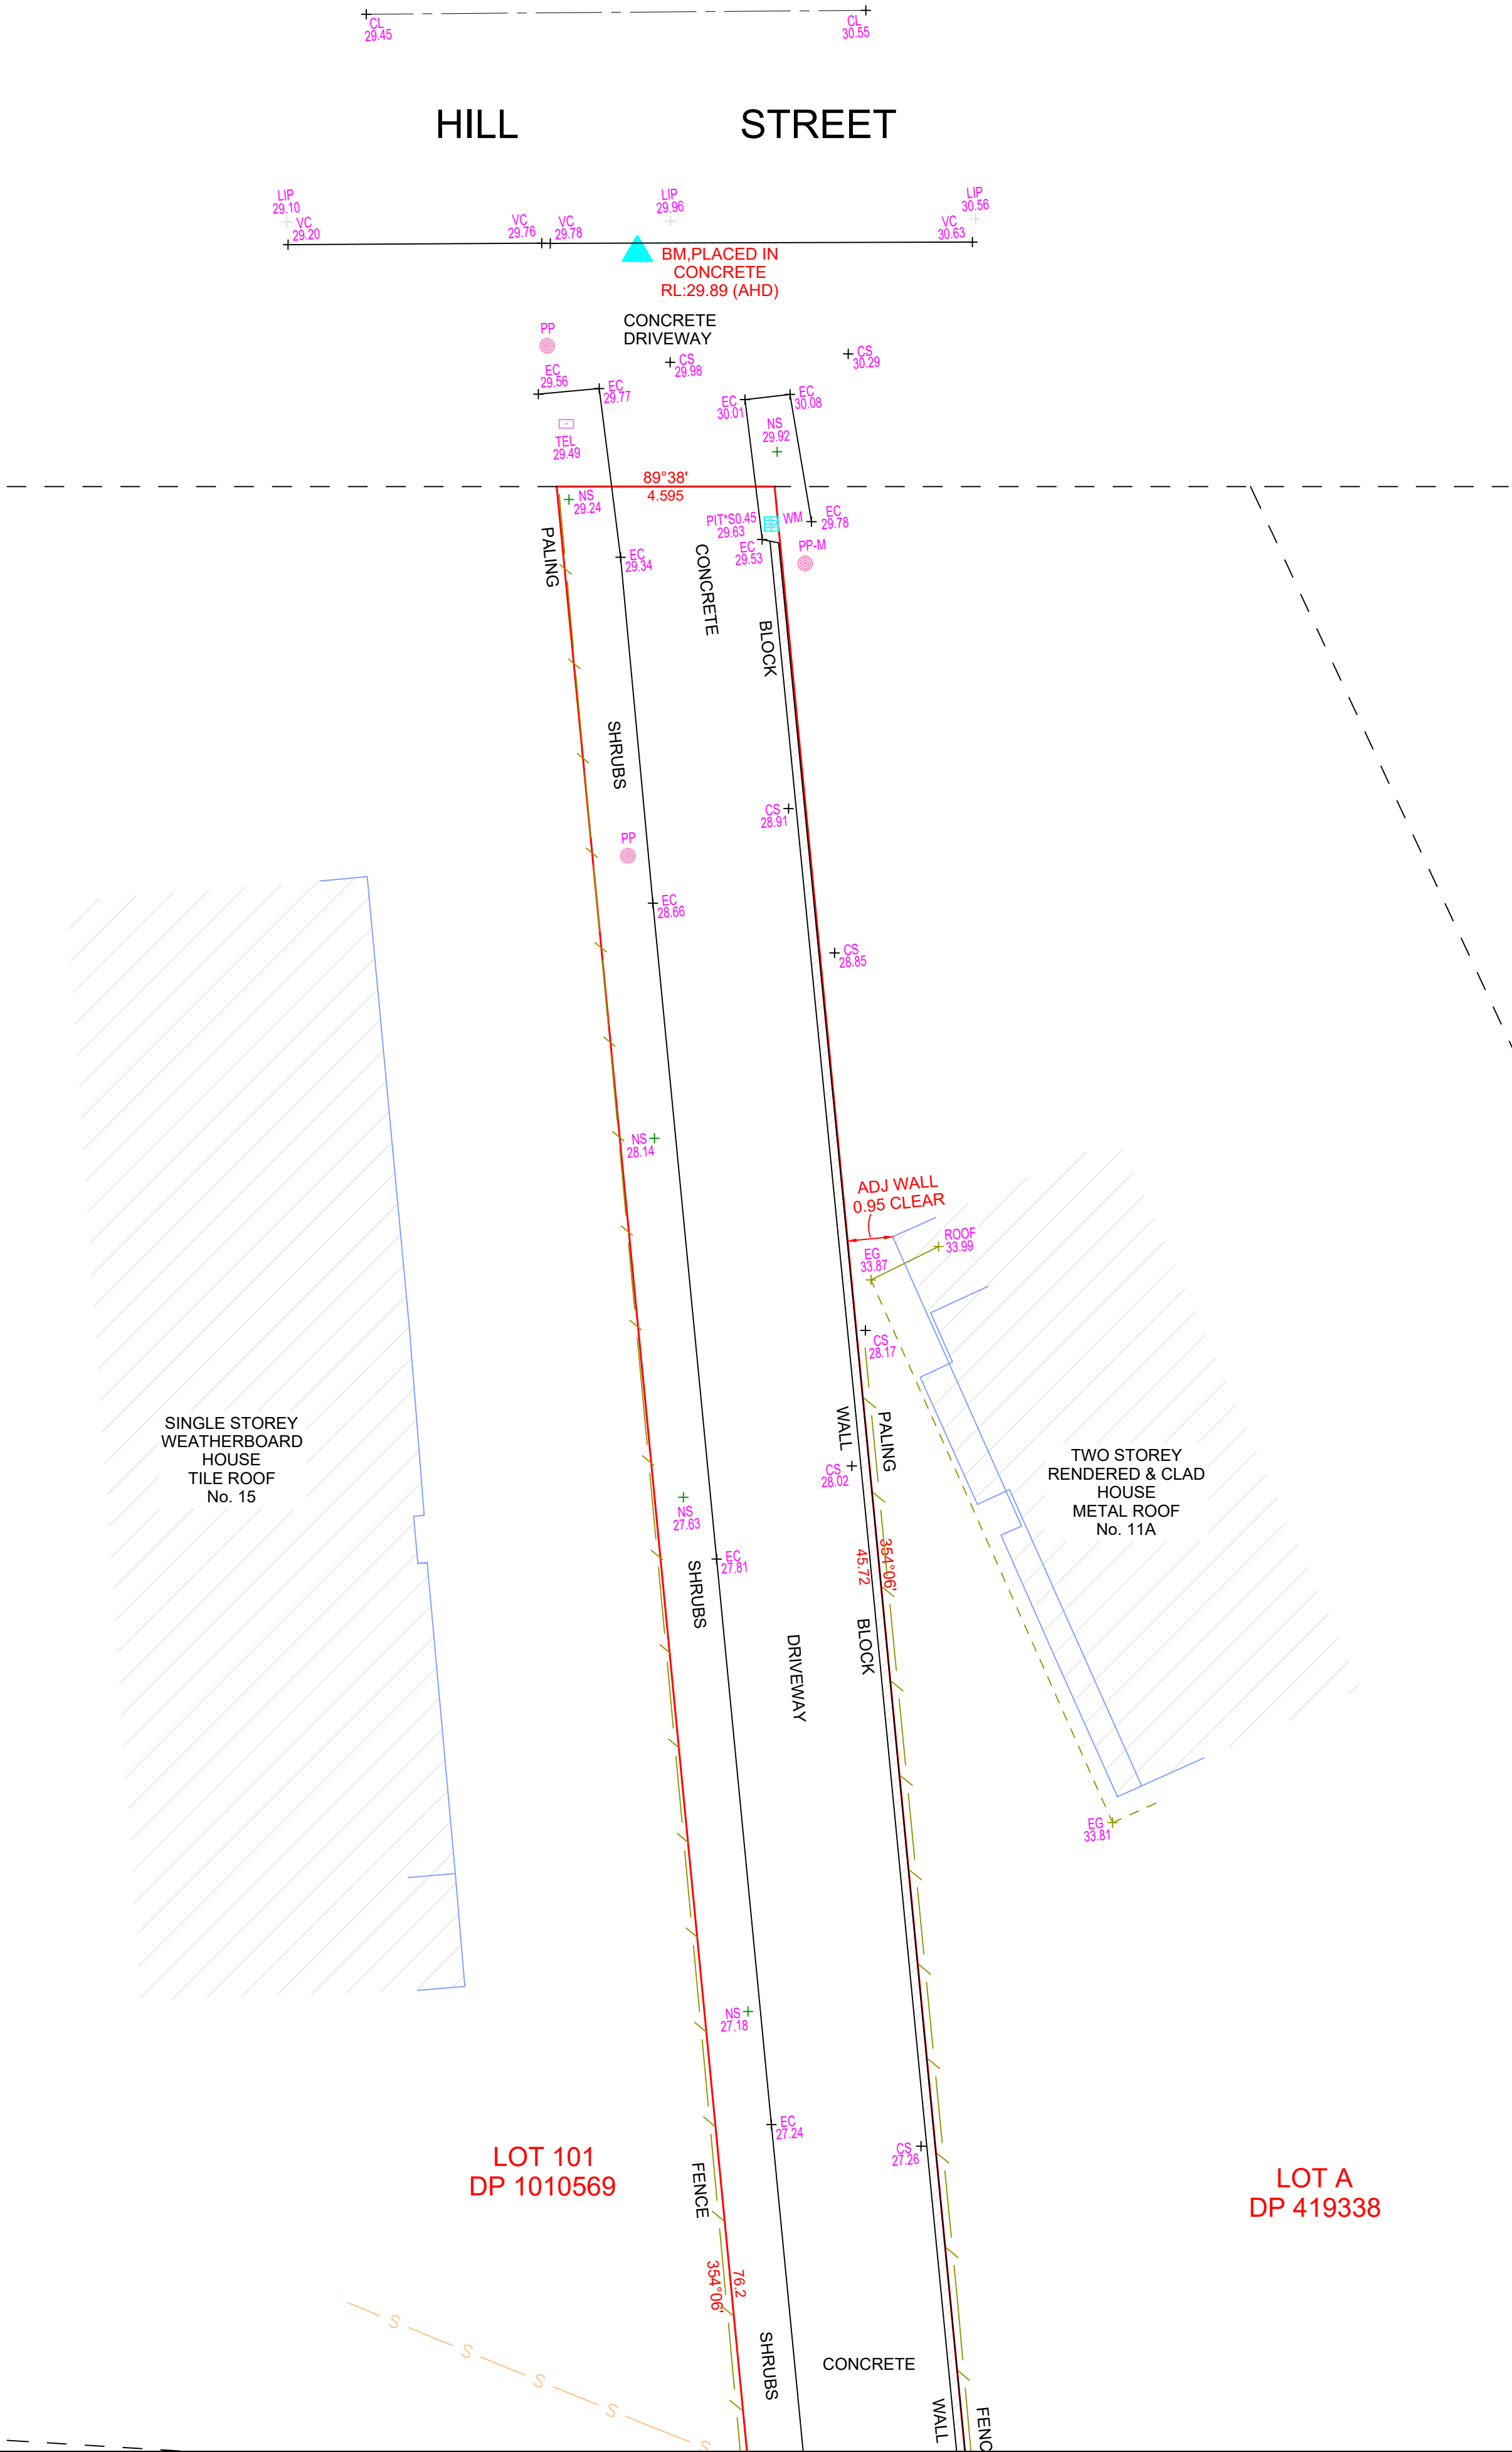 CL
29.45
CL
30.55
HILL STREET
LIP
29.10
VC
29.20
VC
29.76
VC
29.78
LIP
29.96
LIP
30.56
VC
30.63
BM,PLACED IN
CONCRETE
RL:29.89 (AHD)
CONCRETE
DRIVEWAY
PP
CS
29.98
CS
30.29
EC
29.56
EC
29.77
EC
30.01
EC
30.08
TEL
29.49
NS
29.92
89°38'
4.595
NS
29.24
PIT*S0.45
29.63
WM
EC
29.78
EC
29.53
PP-M
EC
29.34
PALING
CONCRETE
BLOCK
SHRUBS
CS
28.91
PP
EC
28.66
CS
28.85
NS
28.14
ADJ WALL
0.95 CLEAR
ROOF
33.99
EG
33.87
CS
28.17
WALL
PALING
CS
28.02
SINGLE STOREY
WEATHERBOARD
HOUSE
TILE ROOF
No. 15
TWO STOREY
RENDERED & CLAD
HOUSE
METAL ROOF
No. 11A
NS
27.63
EC
27.81
45.72
354°06'
SHRUBS
BLOCK
DRIVEWAY
EG
33.81
NS
27.18
EC
27.24
CS
27.26
LOT 101
DP 1010569
LOT A
DP 419338
FENCE
354°06'
76.2
SHRUBS
CONCRETE
WALL
FENC
S
S
S
S
S